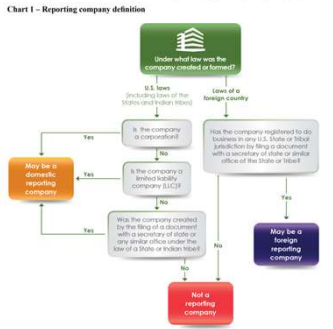 Chart 1 – Reporting company definition
Under what law was the
company created or formed?
U.S. laws
(including laws of the
States and Indian tribes)
Laws of a
foreign country
Is the company
a corporation?
Yes
No
Has the company registered to do
business in any U.S. State or Tribal
jurisdiction by filing a document
with a secretary of state or similar
office of the State or Tribe?
May be a
domestic
reporting
company
Yes
Is the company a
limited liability
company (LLC)?
No
Yes
Was the company created
by the filing of a document
with a secretary of state or
any similar office under the
law of a State or Indian tribe?
Yes
No
No
May be a
foreign
reporting
company
Not a
reporting
company